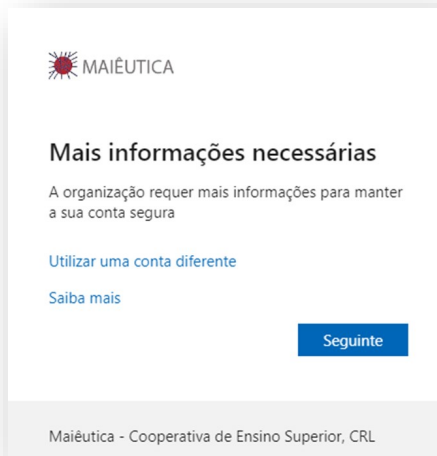 MAIÊUTICA
Mais informações necessárias
A organização requer mais informações para manter
a sua conta segura
Utilizar uma conta diferente
Saiba mais
Seguinte
Maiêutica - Cooperativa de Ensino Superior, CRL